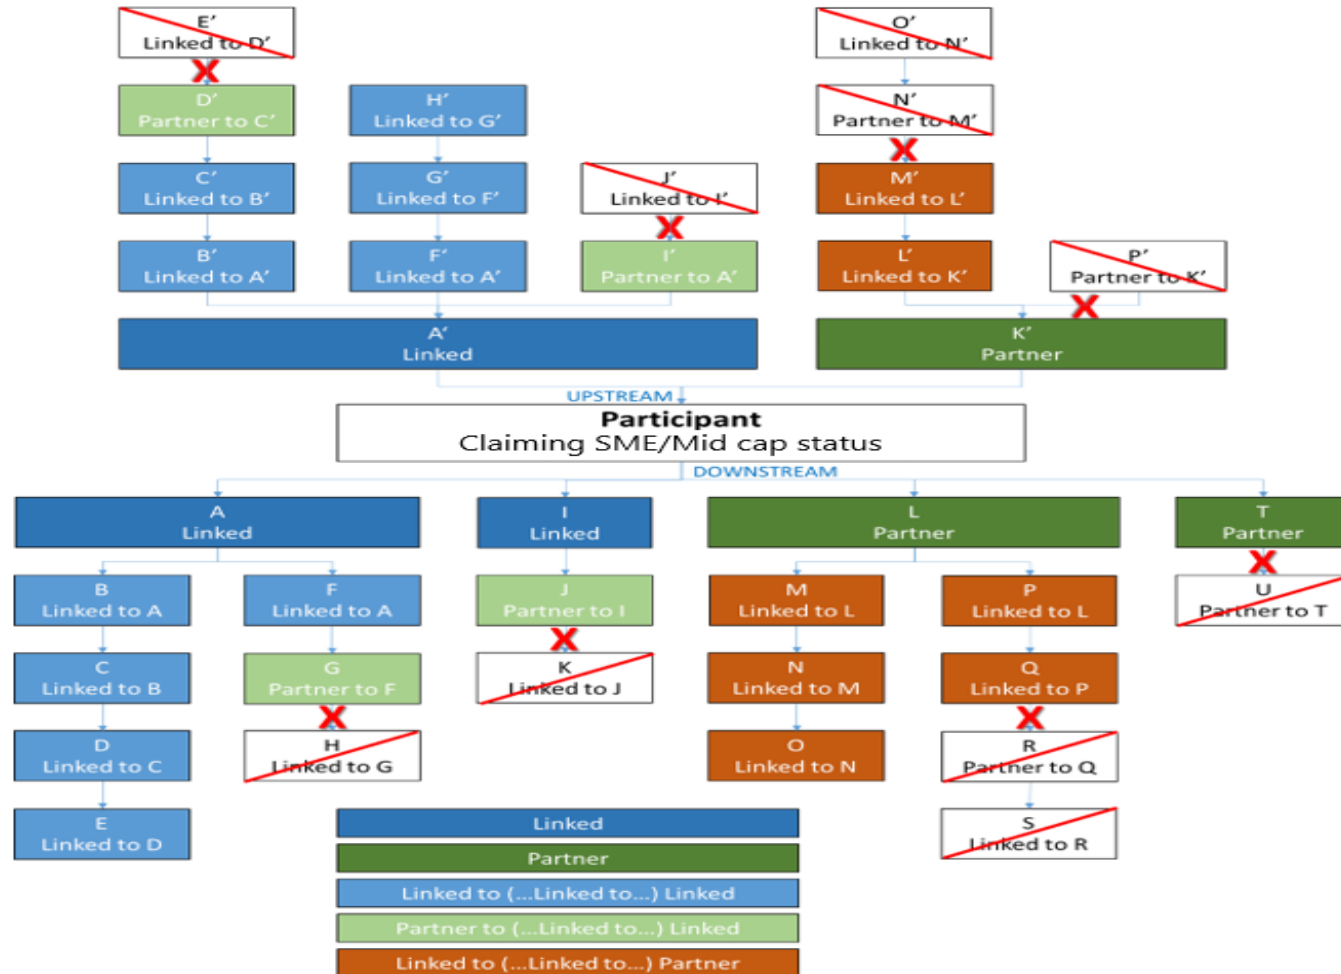 E′
Linked to D′
O′
Linked to N′
D′
Partner to C′
H′
Linked to G′
N′
Partner to M′
C′
Linked to B′
G′
Linked to F′
J′
Linked to I′
M′
Linked to L′
B′
Linked to A′
F′
Linked to A′
I′
Partner to A′
L′
Linked to K′
P′
Partner to K′
A′
Linked
K′
Partner
UPSTREAM
Participant
Claiming SME/Mid cap status
DOWNSTREAM
A
Linked
I
Linked
L
Partner
T
Partner
B
Linked to A
F
Linked to A
J
Partner to I
M
Linked to L
P
Linked to L
U
Partner to T
C
Linked to B
G
Partner to F
K
Linked to J
N
Linked to M
Q
Linked to P
D
Linked to C
H
Linked to G
O
Linked to N
R
Partner to Q
E
Linked to D
S
Linked to R
Linked
Partner
Linked to (...Linked to...) Linked
Partner to (...Linked to...) Linked
Linked to (...Linked to...) Partner